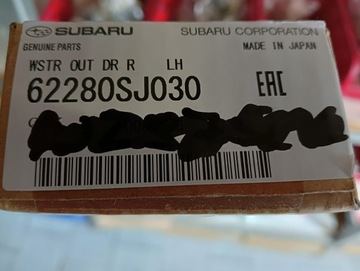 SUBARU SUBARU CORPORATION
GENUINE PARTS MADE IN JAPAN
WSTR OUT DR R LH
62280SJ030 EAC